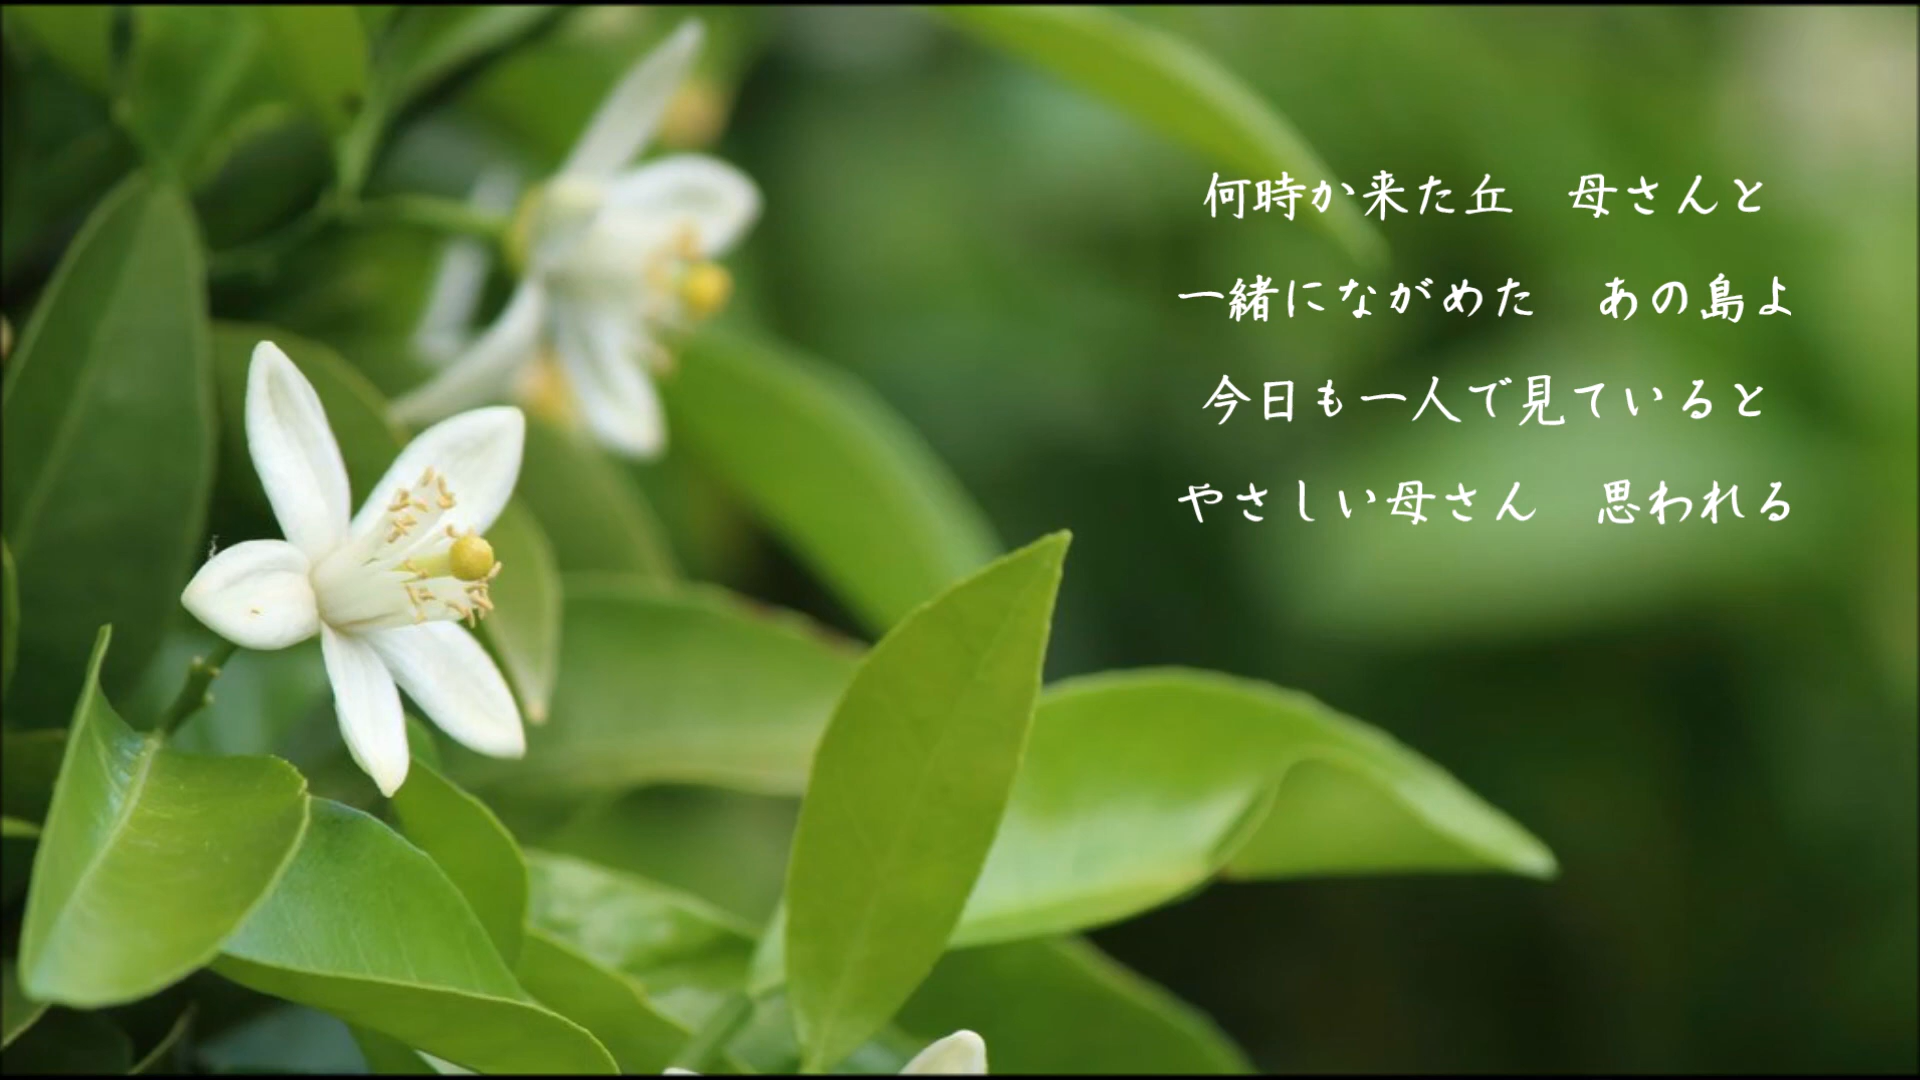 何時か来た丘　母さんと
一緒にながめた　あの島よ
今日も一人で見ていると
やさしい母さん　思われる